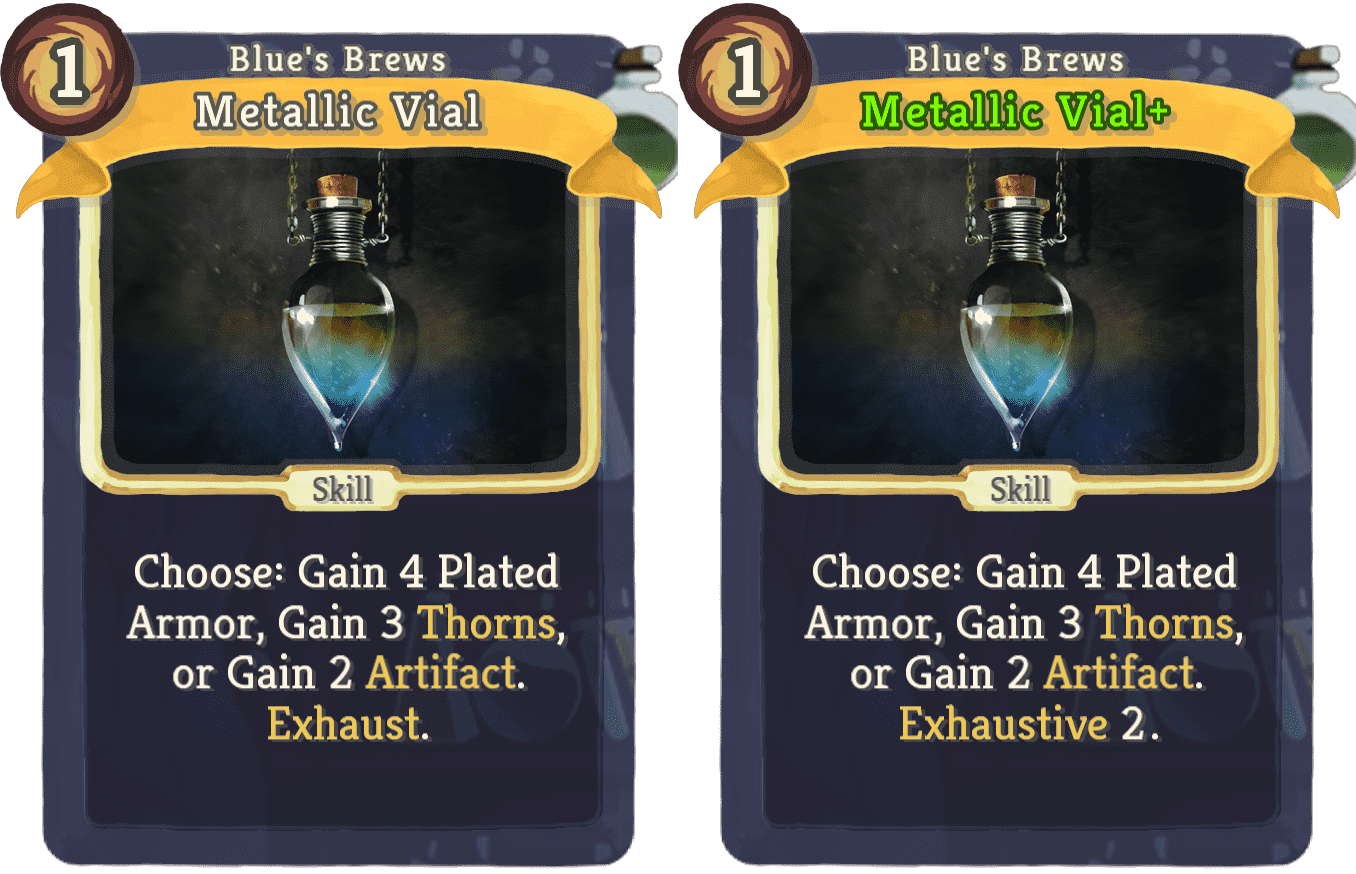 1
Blue's Brews
Metallic Vial
Skill
Choose: Gain 4 Plated
Armor, Gain 3 Thorns,
or Gain 2 Artifact.
Exhaust.
1
Blue's Brews
Metallic Vial+
Skill
Choose: Gain 4 Plated
Armor, Gain 3 Thorns,
or Gain 2 Artifact.
Exhaustive 2.